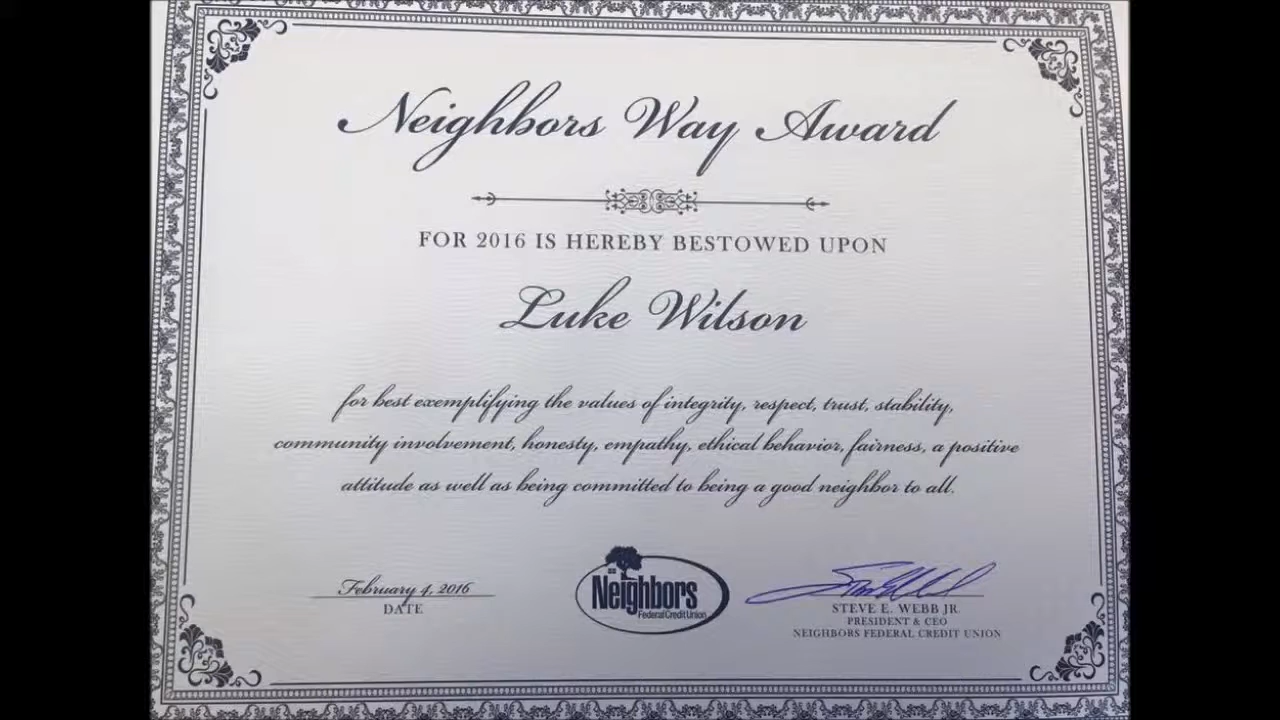 Neighbors Way Award
FOR 2016 IS HEREBY BESTOWED UPON
Luke Wilson
for best exemplifying the values of integrity, respect, trust, stability,
community involvement, honesty, empathy, ethical behavior, fairness, a positive
attitude as well as being committed to being a good neighbor to all.
February 4, 2016
DATE
Neighbors
Federal Credit Union
STEVE E. WEBB JR.
PRESIDENT & CEO
NEIGHBORS FEDERAL CREDIT UNION